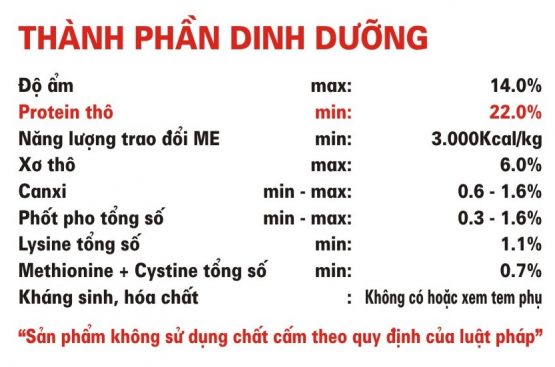 THÀNH PHẦN DINH DƯỠNG
Độ ẩm max: 14.0%
Protein thô min: 22.0%
Năng lượng trao đổi ME min: 3.000Kcal/kg
Xơ thô max: 6.0%
Canxi min - max: 0.6 - 1.6%
Phốt pho tổng số min - max: 0.3 - 1.6%
Lysine tổng số min: 1.1%
Methionine + Cystine tổng số min: 0.7%
Kháng sinh, hóa chất : Không có hoặc xem tem phụ
“Sản phẩm không sử dụng chất cấm theo quy định của luật pháp”